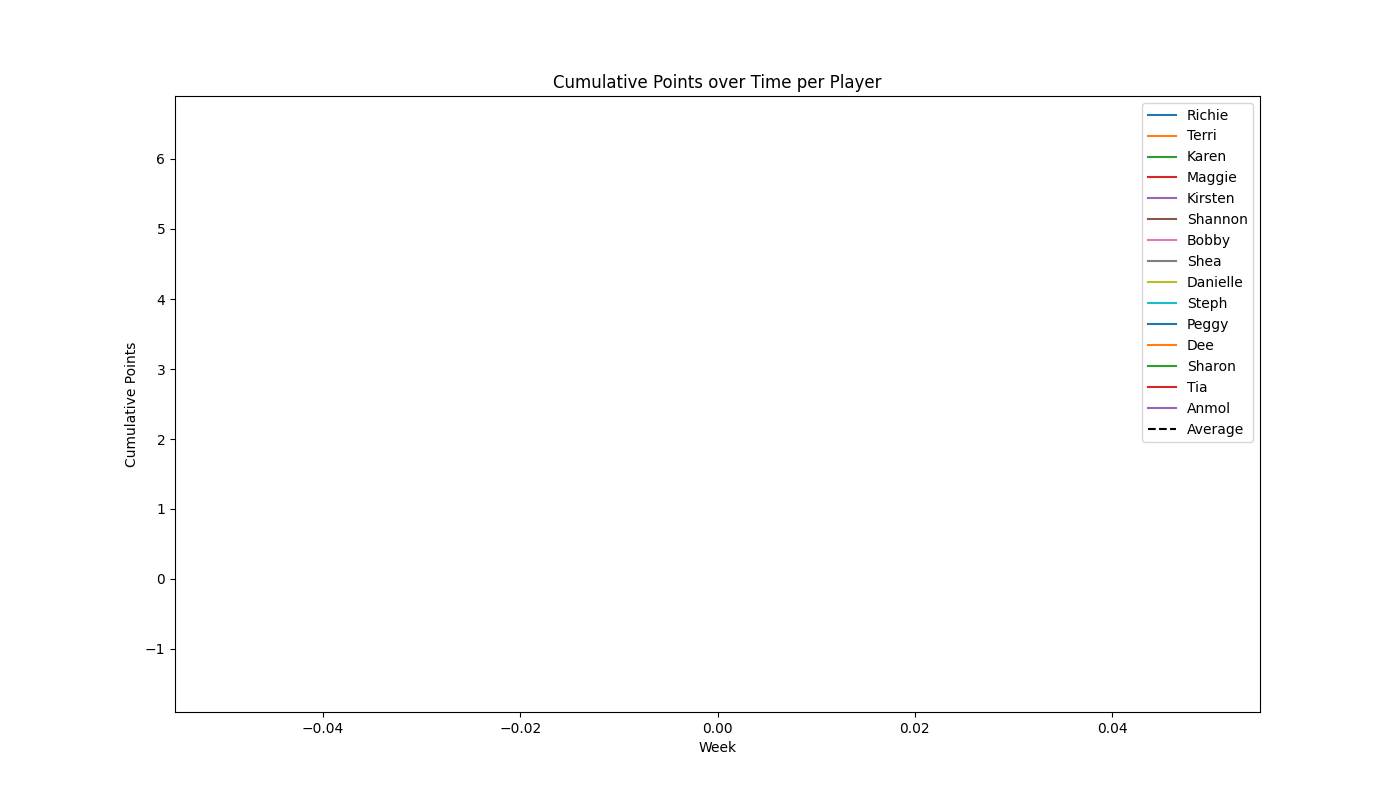 Cumulative Points over Time per Player
Richie
Terri
Karen
Maggie
Kirsten
Shannon
Bobby
Shea
Danielle
Steph
Peggy
Dee
Sharon
Tia
Anmol
Average
Cumulative Points
6
5
4
3
2
1
0
−1
−0.04
−0.02
0.00
0.02
0.04
Week